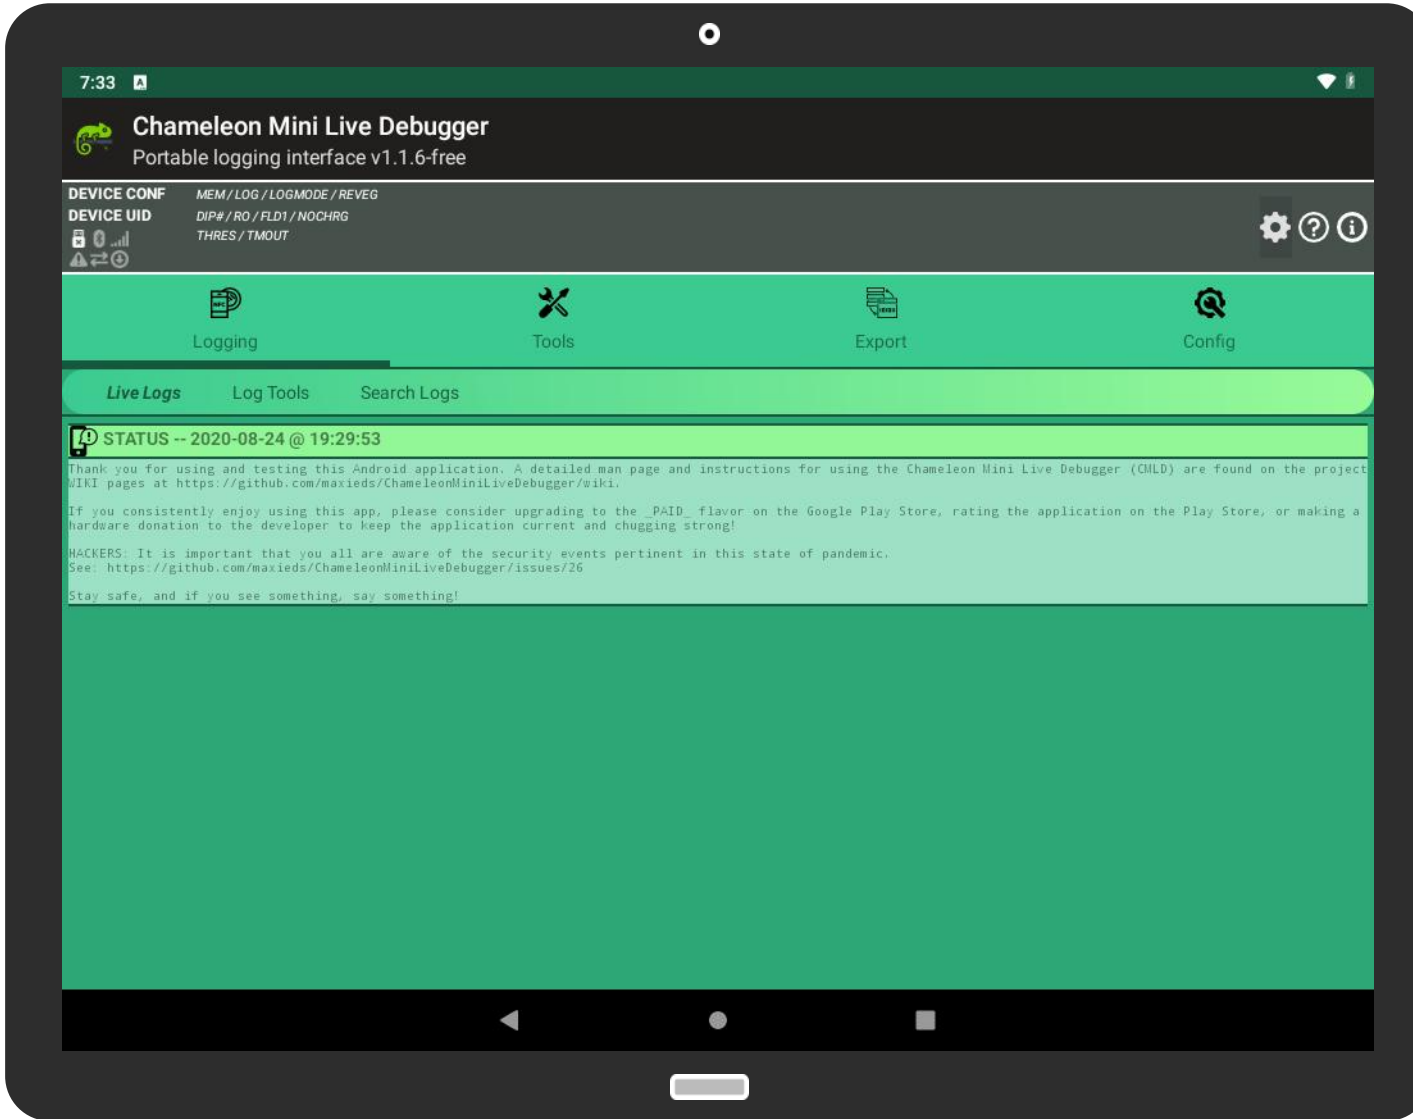 7:33
Chameleon Mini Live Debugger
Portable logging interface v1.1.6-free
DEVICE CONF MEM / LOG / LOGMODE / REVEG
DEVICE UID DIP# / RO / FLD1 / NOCHRG
THRES / TMOUT
Logging Tools Export Config
Live Logs Log Tools Search Logs
STATUS -- 2020-08-24 @ 19:29:53
Thank you for using and testing this Android application. A detailed man page and instructions for using the Chameleon Mini Live Debugger (CMLD) are found on the project
WIKI pages at https://github.com/maxieds/ChameleonMiniLiveDebugger/wiki.
If you consistently enjoy using this app, please consider upgrading to the _PAID_ flavor on the Google Play Store, rating the application on the Play Store, or making a
hardware donation to the developer to keep the application current and chugging strong!
HACKERS: It is important that you all are aware of the security events pertinent in this state of pandemic.
See: https://github.com/maxieds/ChameleonMiniLiveDebugger/issues/26
Stay safe, and if you see something, say something!